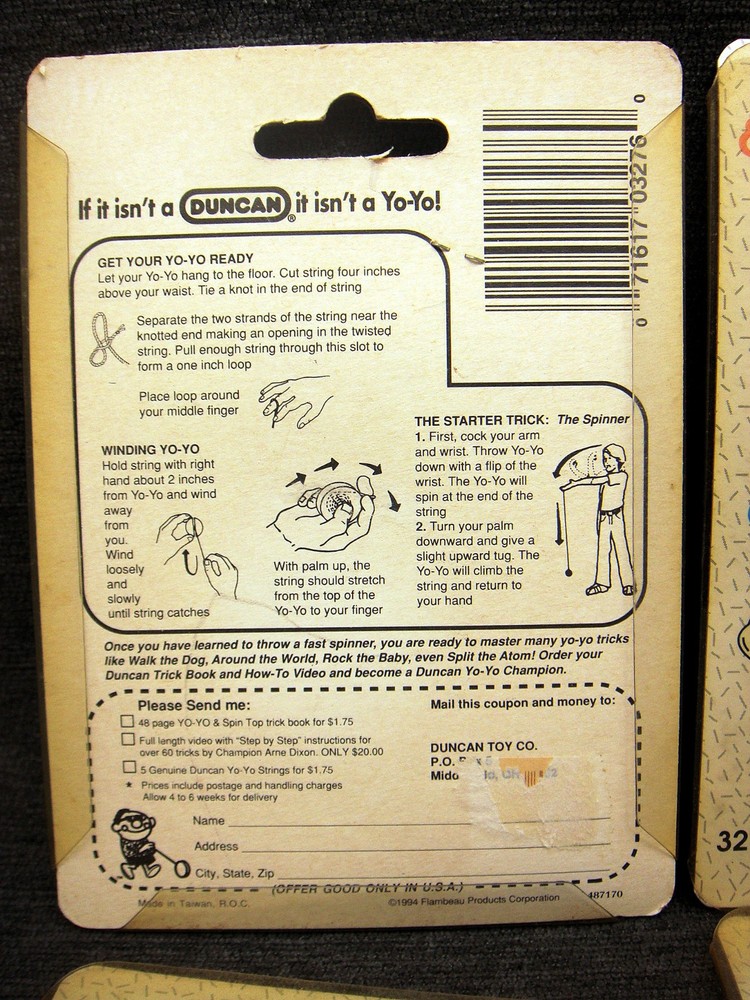 If it isn't a DUNCAN® it isn't a Yo-Yo!
0 71617 03276 0
GET YOUR YO-YO READY
Let your Yo-Yo hang to the floor. Cut string four inches
above your waist. Tie a knot in the end of string
Separate the two strands of the string near the
knotted end making an opening in the twisted
string. Pull enough string through this slot to
form a one inch loop
Place loop around
your middle finger
WINDING YO-YO
Hold string with right
hand about 2 inches
from Yo-Yo and wind
away
from
you.
Wind
loosely
and
slowly
until string catches
With palm up, the
string should stretch
from the top of the
Yo-Yo to your finger
THE STARTER TRICK: The Spinner
1. First, cock your arm
and wrist. Throw Yo-Yo
down with a flip of the
wrist. The Yo-Yo will
spin at the end of the
string
2. Turn your palm
downward and give a
slight upward tug. The
Yo-Yo will climb the
string and return to
your hand
Once you have learned to throw a fast spinner, you are ready to master many yo-yo tricks
like Walk the Dog, Around the World, Rock the Baby, even Split the Atom! Order your
Duncan Trick Book and How-To Video and become a Duncan Yo-Yo Champion.
Please Send me:
48 page YO-YO & Spin Top trick book for $1.75
Full length video with "Step by Step" instructions for
over 60 tricks by Champion Arne Dixon. ONLY $20.00
5 Genuine Duncan Yo-Yo Strings for $1.75
* Prices include postage and handling charges
Allow 4 to 6 weeks for delivery
Mail this coupon and money to:
DUNCAN TOY CO.
P.O.
Name
Address
City, State, Zip
(OFFER GOOD ONLY IN U.S.A.)
Made in Taiwan, R.O.C.
©1994 Flambeau Products Corporation
487170
32